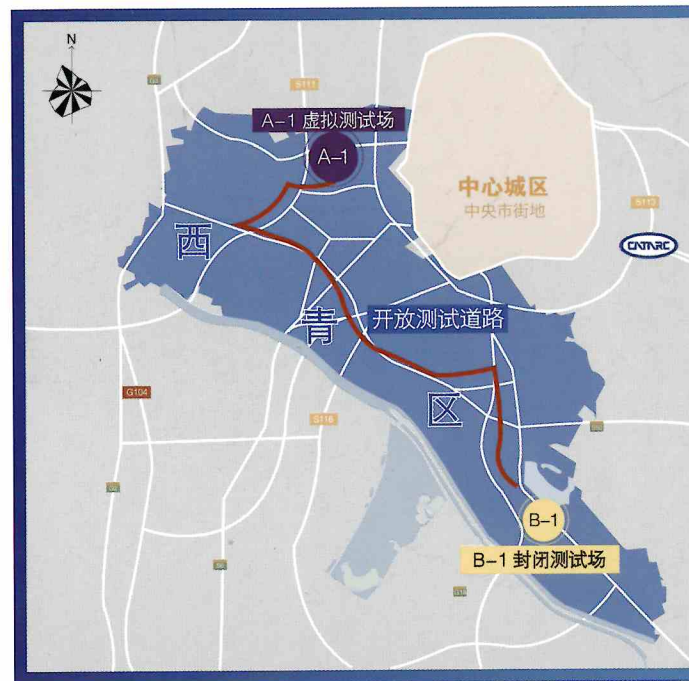 N
S111
A-1 虚拟测试场
A-1
中心城区
中央市街地
S113
CATARC
西
青
区
开放测试道路
G104
S116
B-1
B-1 封闭测试场